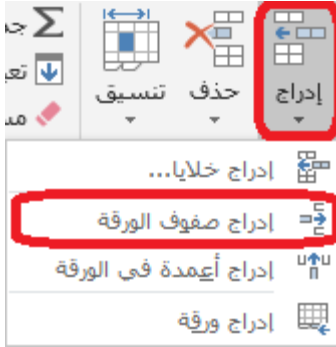 إدراج
حذف
تنسيق
إدراج خلايا...
إدراج صفوف الورقة
إدراج أعمدة في الورقة
إدراج ورقة